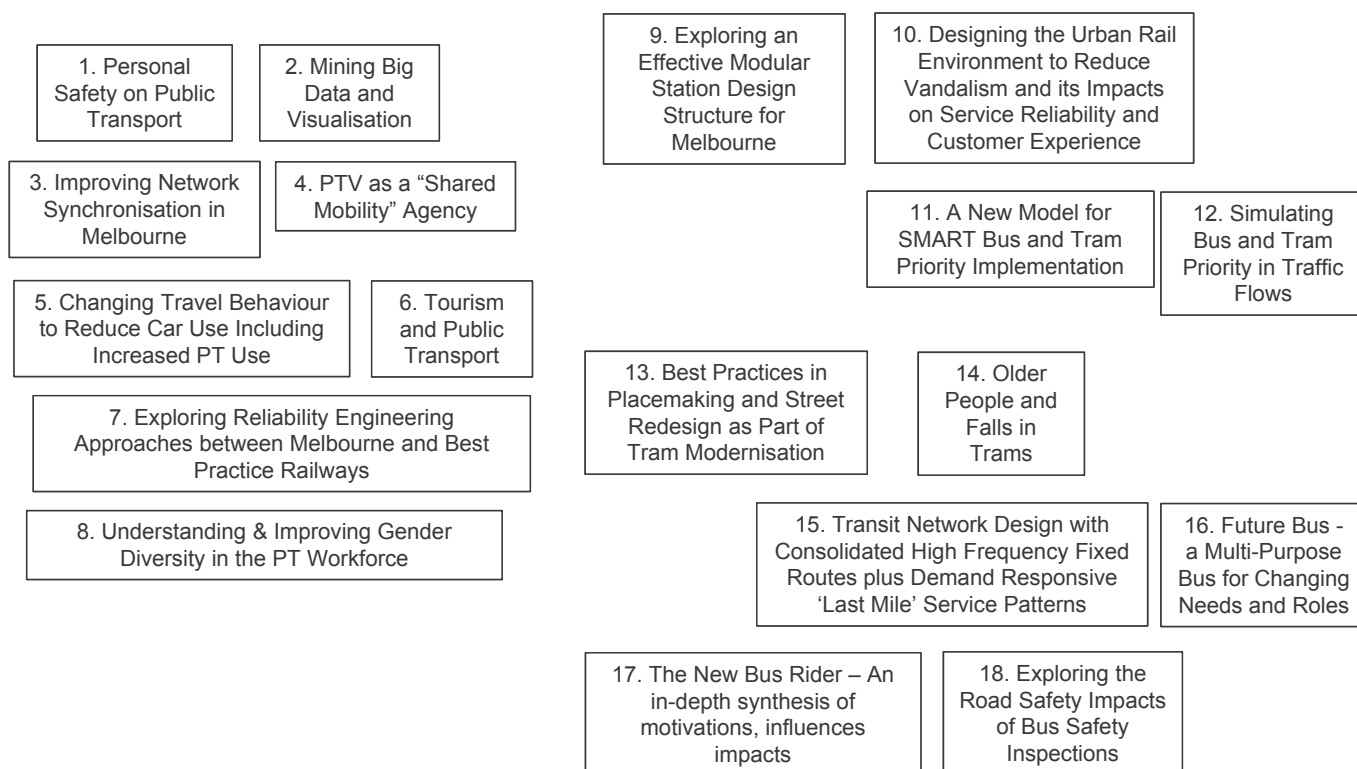 1. Personal
Safety on Public
Transport
2. Mining Big
Data and
Visualisation
3. Improving Network
Synchronisation in
Melbourne
4. PTV as a “Shared
Mobility” Agency
5. Changing Travel Behaviour
to Reduce Car Use Including
Increased PT Use
6. Tourism
and Public
Transport
7. Exploring Reliability Engineering
Approaches between Melbourne and Best
Practice Railways
8. Understanding & Improving Gender
Diversity in the PT Workforce
9. Exploring an
Effective Modular
Station Design
Structure for
Melbourne
10. Designing the Urban Rail
Environment to Reduce
Vandalism and its Impacts
on Service Reliability and
Customer Experience
11. A New Model for
SMART Bus and Tram
Priority Implementation
12. Simulating
Bus and Tram
Priority in Traffic
Flows
13. Best Practices in
Placemaking and Street
Redesign as Part of
Tram Modernisation
14. Older
People and
Falls in
Trams
15. Transit Network Design with
Consolidated High Frequency Fixed
Routes plus Demand Responsive
‘Last Mile’ Service Patterns
16. Future Bus -
a Multi-Purpose
Bus for Changing
Needs and Roles
17. The New Bus Rider – An
in-depth synthesis of
motivations, influences
impacts
18. Exploring the
Road Safety Impacts
of Bus Safety
Inspections